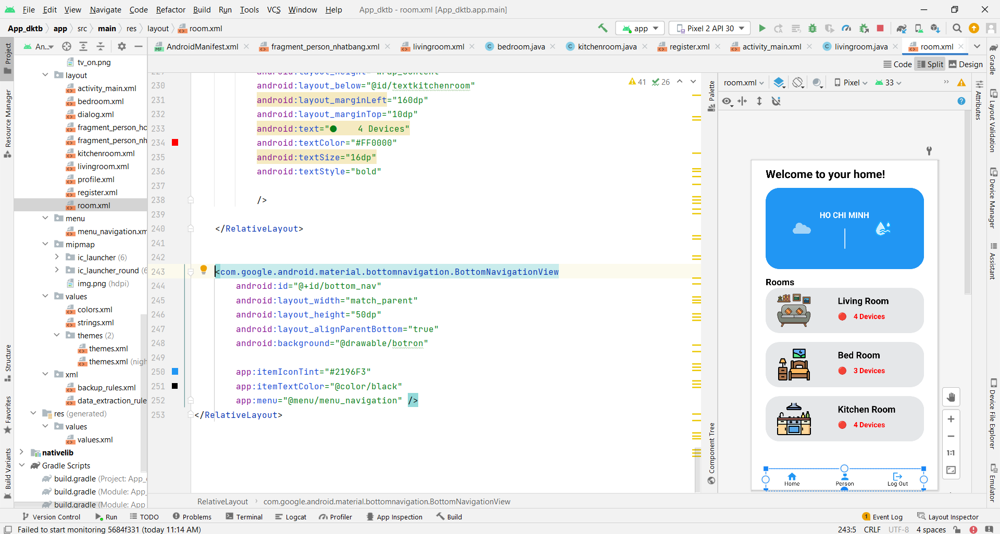 File Edit View Navigate Code Refactor Build Run Tools VCS Window Help App_dktb - room.xml [App_dktb.app.main]
App_dktb app src main res layout room.xml app Pixel 2 API 30
An... AndroidManifest.xml fragment_person_nhatbang.xml livingroom.xml bedroom.java kitchenroom.java register.xml activity_main.xml livingroom.java room.xml
Code Split Design
Project
Resource Manager
Structure
Favorites
Build Variants
tv_on.png
layout
activity_main.xml
bedroom.xml
dialog.xml
fragment_person_ho
fragment_person_nh
kitchenroom.xml
livingroom.xml
profile.xml
register.xml
room.xml
menu
menu_navigation.xm
mipmap
ic_launcher (6)
ic_launcher_round (6
img.png (hdpi)
values
colors.xml
strings.xml
themes (2)
themes.xml
themes.xml (nigh
xml
backup_rules.xml
data_extraction_rule
res (generated)
values
values.xml
nativelib
Gradle Scripts
build.gradle (Project: App_
build.gradle (Module: App_
build.gradle (Module: App
41 26
229 android:layout_height="wrap_content"
230 android:layout_below="@id/textkitchenroom"
231 android:layout_marginLeft="160dp"
232 android:layout_marginTop="10dp"
233 android:text="● 4 Devices"
234 android:textColor="#FF0000"
235 android:textSize="16dp"
236 android:textStyle="bold"
237
238 />
239
240 </RelativeLayout>
241
242
243 <com.google.android.material.bottomnavigation.BottomNavigationView
244 android:id="@+id/bottom_nav"
245 android:layout_width="match_parent"
246 android:layout_height="50dp"
247 android:layout_alignParentBottom="true"
248 android:background="@drawable/botron"
249
250 app:itemIconTint="#2196F3"
251 app:itemTextColor="@color/black"
252 app:menu="@menu/menu_navigation" />
253 </RelativeLayout>
RelativeLayout com.google.android.material.bottomnavigation.BottomNavigationView
Palette
Component Tree
room.xml Pixel 33
Welcome to your home!
HO CHI MINH
Rooms
Living Room
4 Devices
Bed Room
3 Devices
Kitchen Room
4 Devices
Home Person Log Out
1:1
Attributes
Gradle
Layout Validation
Device Manager
Assistant
Device File Explorer
Emulator
Version Control Run TODO Problems Terminal Logcat Profiler App Inspection Build 1 Event Log Layout Inspector
Failed to start monitoring 5684f331 (today 11:14 AM) 243:5 CRLF UTF-8 4 spaces